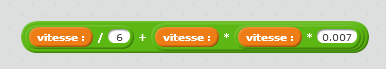 vitesse : / 6 + vitesse : * vitesse : * 0.007